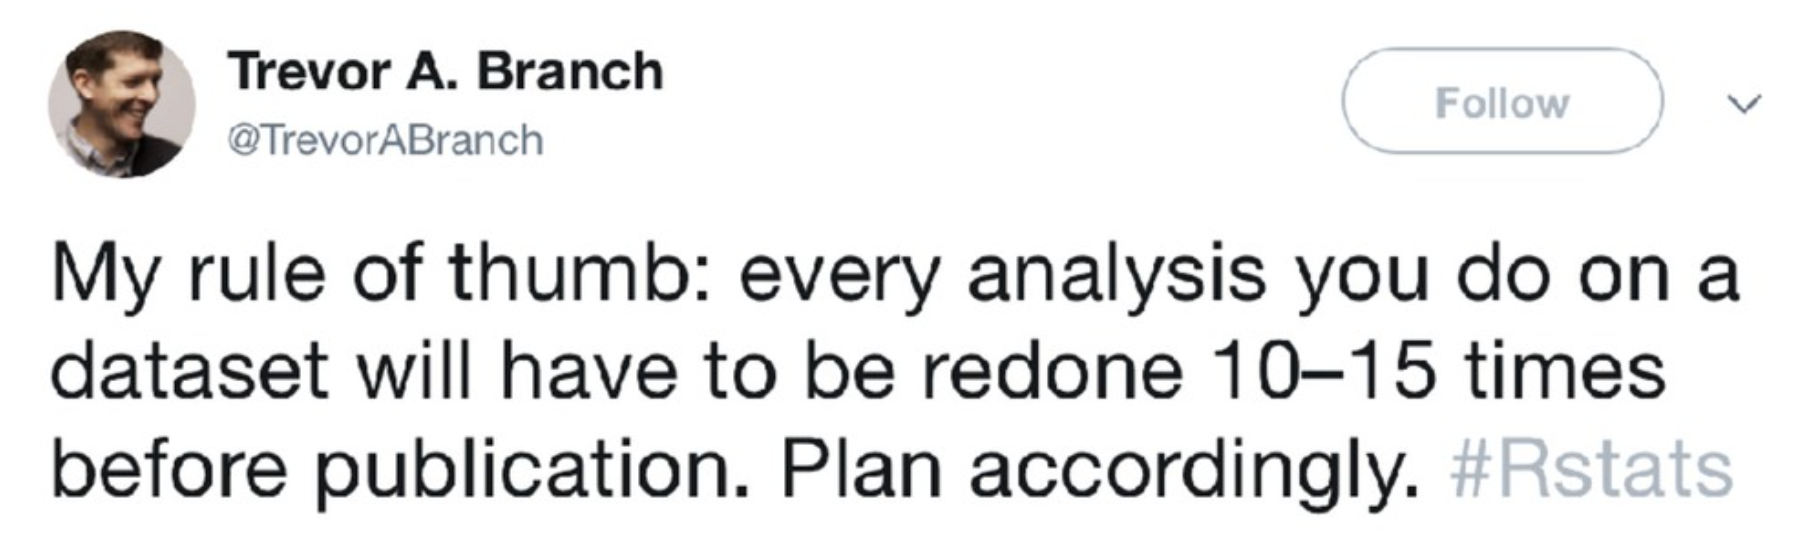 Trevor A. Branch
@TrevorABranch
Follow
My rule of thumb: every analysis you do on a
dataset will have to be redone 10–15 times
before publication. Plan accordingly. #Rstats